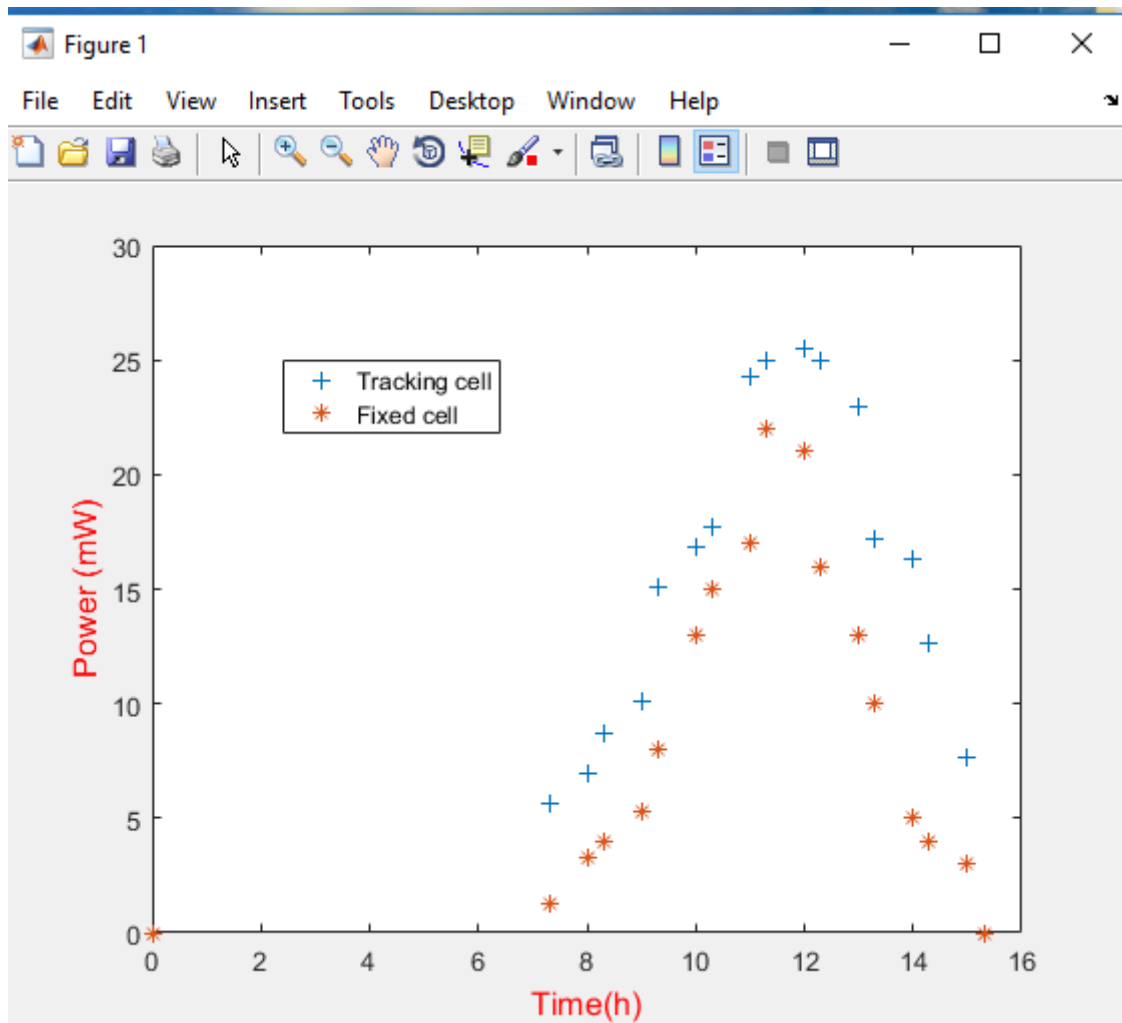 Figure 1
File Edit View Insert Tools Desktop Window Help
30
25
20
15
10
5
0
Tracking cell
Fixed cell
Power (mW)
0 2 4 6 8 10 12 14 16
Time(h)